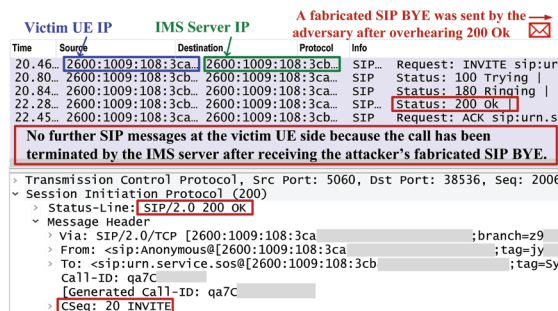 Victim UE IP
IMS Server IP
A fabricated SIP BYE was sent by the
adversary after overhearing 200 Ok
Time Source Destination Protocol Info
20.46… 2600:1009:108:3ca… 2600:1009:108:3cb… SIP… Request: INVITE sip:ur
20.80… 2600:1009:108:3cb… 2600:1009:108:3ca… SIP… Status: 100 Trying |
20.84… 2600:1009:108:3cb… 2600:1009:108:3ca… SIP… Status: 180 Ringing |
22.28… 2600:1009:108:3cb… 2600:1009:108:3ca… SIP… Status: 200 Ok |
22.45… 2600:1009:108:3ca… 2600:1009:108:3cb… SIP Request: ACK sip:urn.s
No further SIP messages at the victim UE side because the call has been
terminated by the IMS server after receiving the attacker's fabricated SIP BYE.
Transmission Control Protocol, Src Port: 5060, Dst Port: 38536, Seq: 2006
Session Initiation Protocol (200)
Status-Line: SIP/2.0 200 OK
Message Header
Via: SIP/2.0/TCP [2600:1009:108:3ca ;branch=z9
From: <sip:Anonymous@[2600:1009:108:3ca ;tag=jy
To: <sip:urn.service.sos@[2600:1009:108:3cb ;tag=Sy
Call-ID: qa7C
[Generated Call-ID: qa7C
CSeq: 20 INVITE